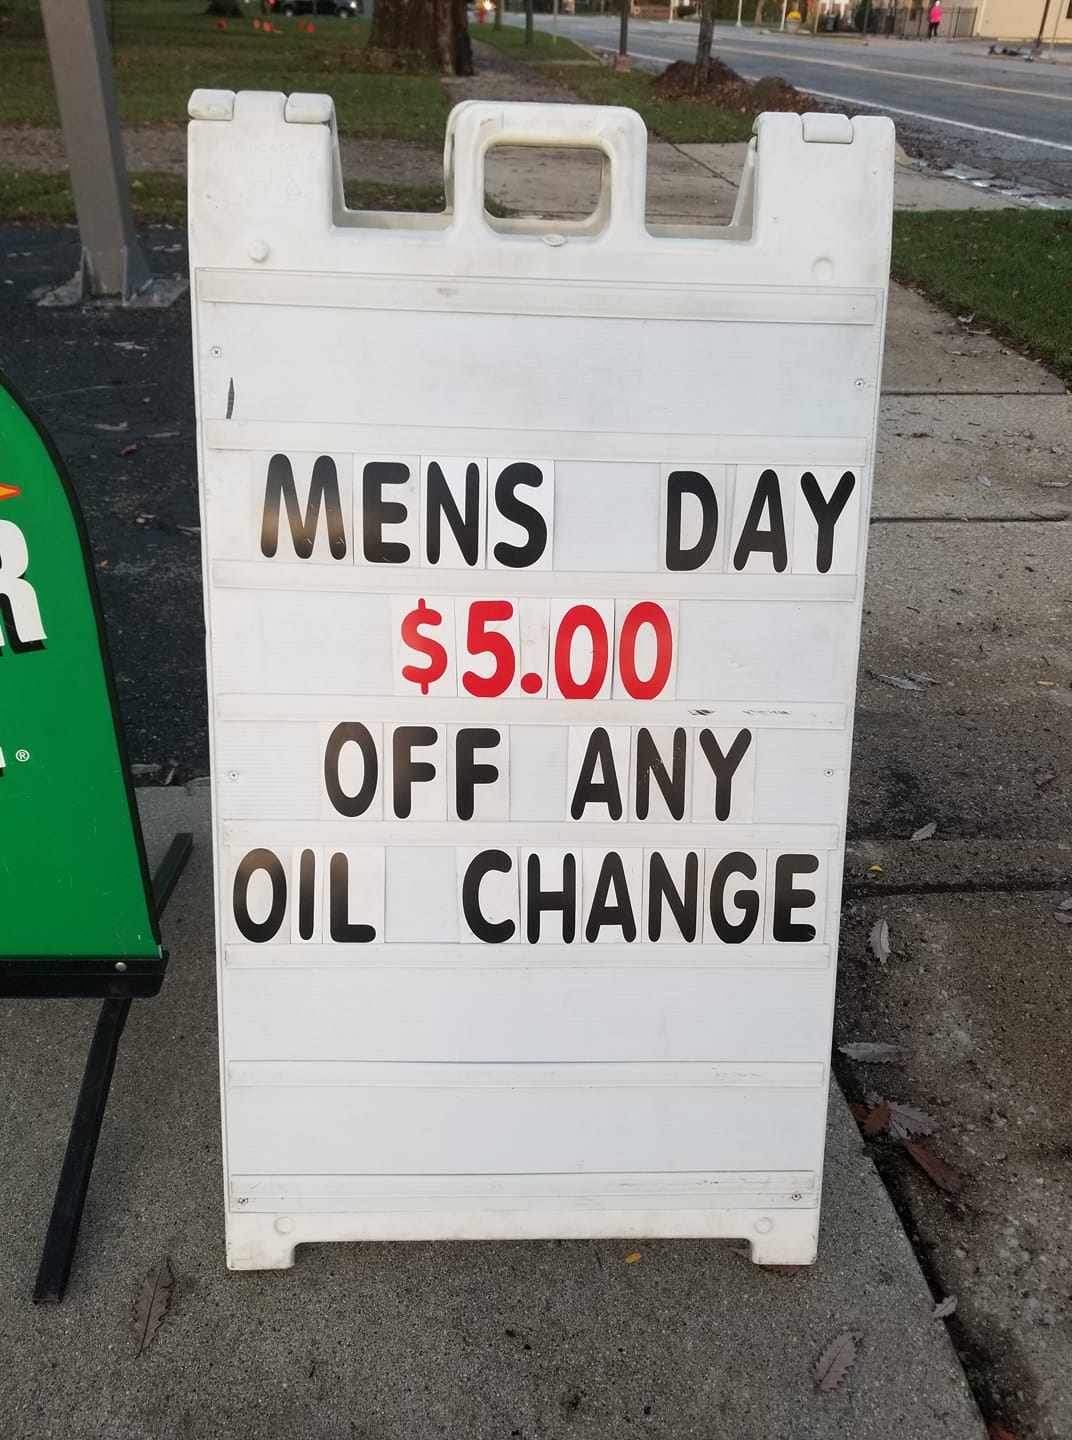 MENS DAY
$5.00
OFF ANY
OIL CHANGE
R
®